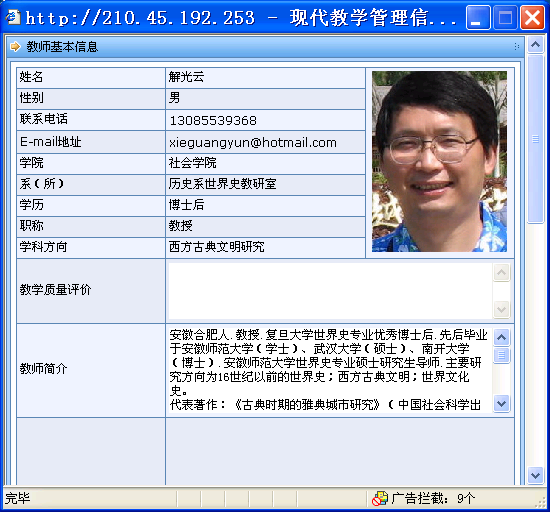 http://210.45.192.253 - 现代教学管理信...
教师基本信息
姓名 解光云
性别 男
联系电话 13085539368
E-mail地址 xieguangyun@hotmail.com
学院 社会学院
系（所） 历史系世界史教研室
学历 博士后
职称 教授
学科方向 西方古典文明研究
教学质量评价
教师简介
安徽合肥人.教授.复旦大学世界史专业优秀博士后.先后毕业
于安徽师范大学（学士）、武汉大学（硕士）、南开大学
（博士）.安徽师范大学世界史专业硕士研究生导师.主要研
究方向为16世纪以前的世界史；西方古典文明；世界文化
史。
代表著作：《古典时期的雅典城市研究》（中国社会科学出
完毕
广告拦截: 9个